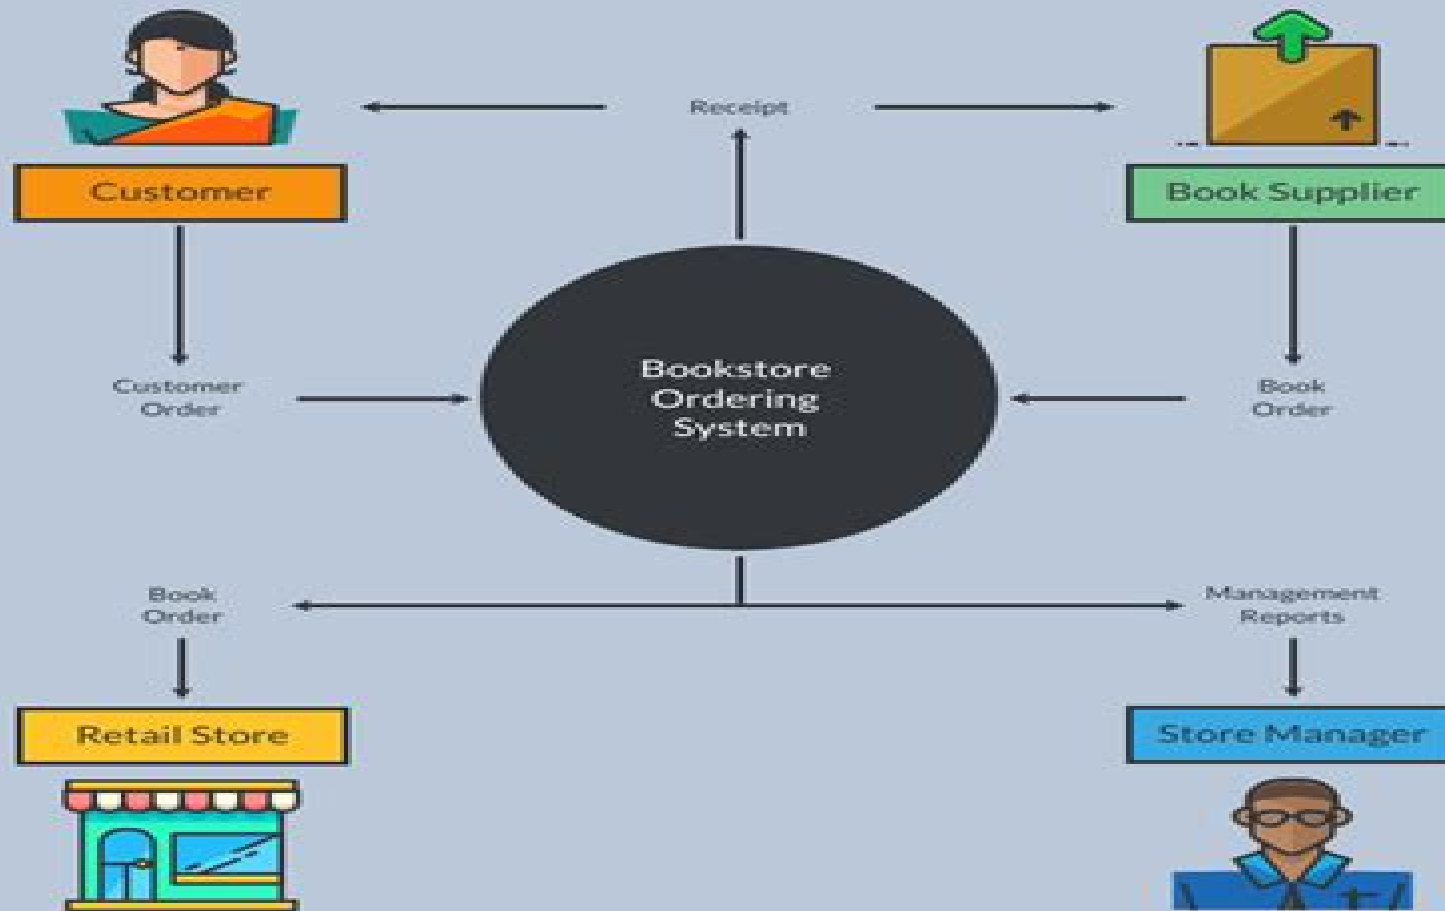 Receipt
Customer
Book Supplier
Customer
Order
Bookstore
Ordering
System
Book
Order
Book
Order
Management
Reports
Retail Store
Store Manager